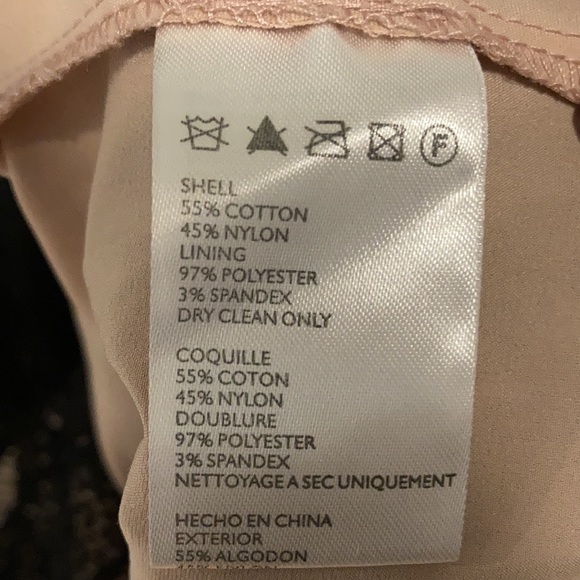 F
SHELL
55% COTTON
45% NYLON
LINING
97% POLYESTER
3% SPANDEX
DRY CLEAN ONLY
COQUILLE
55% COTON
45% NYLON
DOUBLURE
97% POLYESTER
3% SPANDEX
NETTOYAGE A SEC UNIQUEMENT
HECHO EN CHINA
EXTERIOR
55% ALGODON